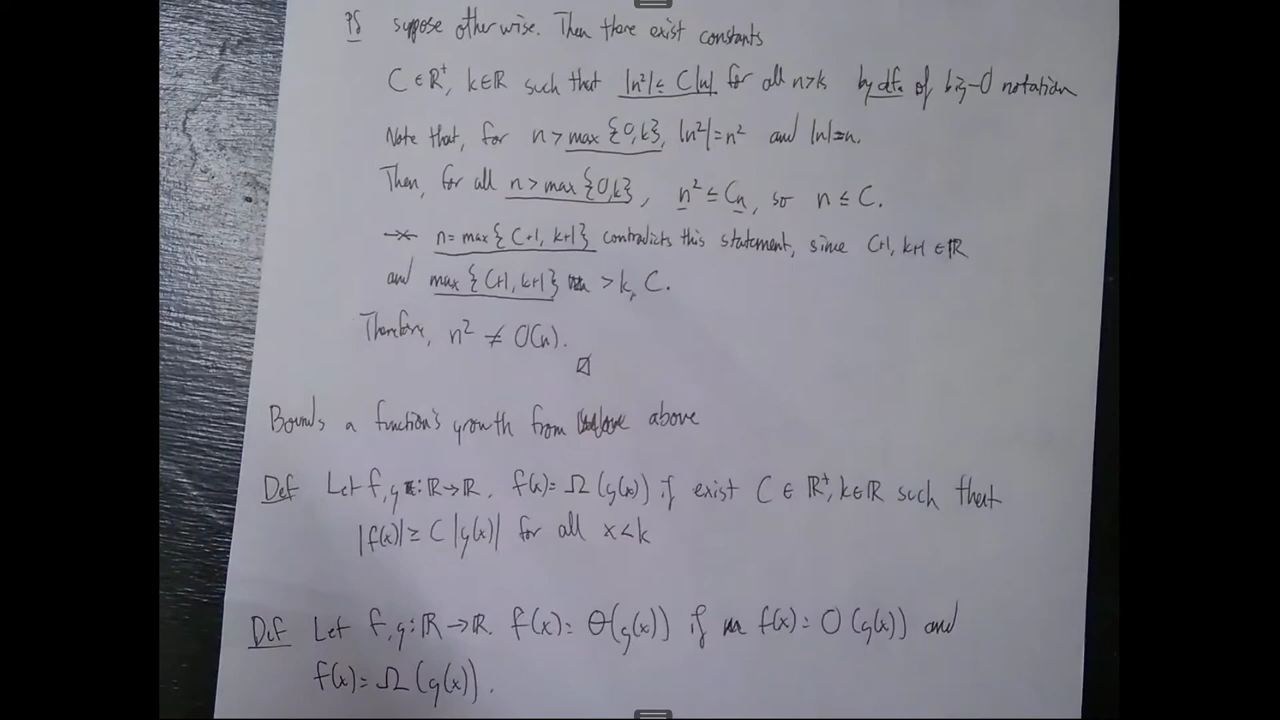 Pf suppose otherwise. Then there exist constants
C ∈ ℝ⁺, k ∈ ℝ such that |n²| ≤ C|n| for all n>k by dfn of big-O notation
Note that, for n > max {0,k}, |n²| = n² and |n|=n.
Then, for all n > max {0,k}, n² ≤ Cn, so n ≤ C.
n = max{C+1, k+1} contradicts this statement, since C+1, k+1 ∈ ℝ
and max {C+1, k+1} > k, C.
Therefore, n² ≠ O(n).
Bounds a function's growth from above
Def Let f,g : ℝ→ℝ. f(x) = Ω(g(x)) if exist C ∈ ℝ⁺, k∈ℝ such that
|f(x)| ≥ C |g(x)| for all x<k
Def Let f,g : ℝ→ℝ. f(x) = Θ(g(x)) if f(x) = O(g(x)) and
f(x) = Ω(g(x)).